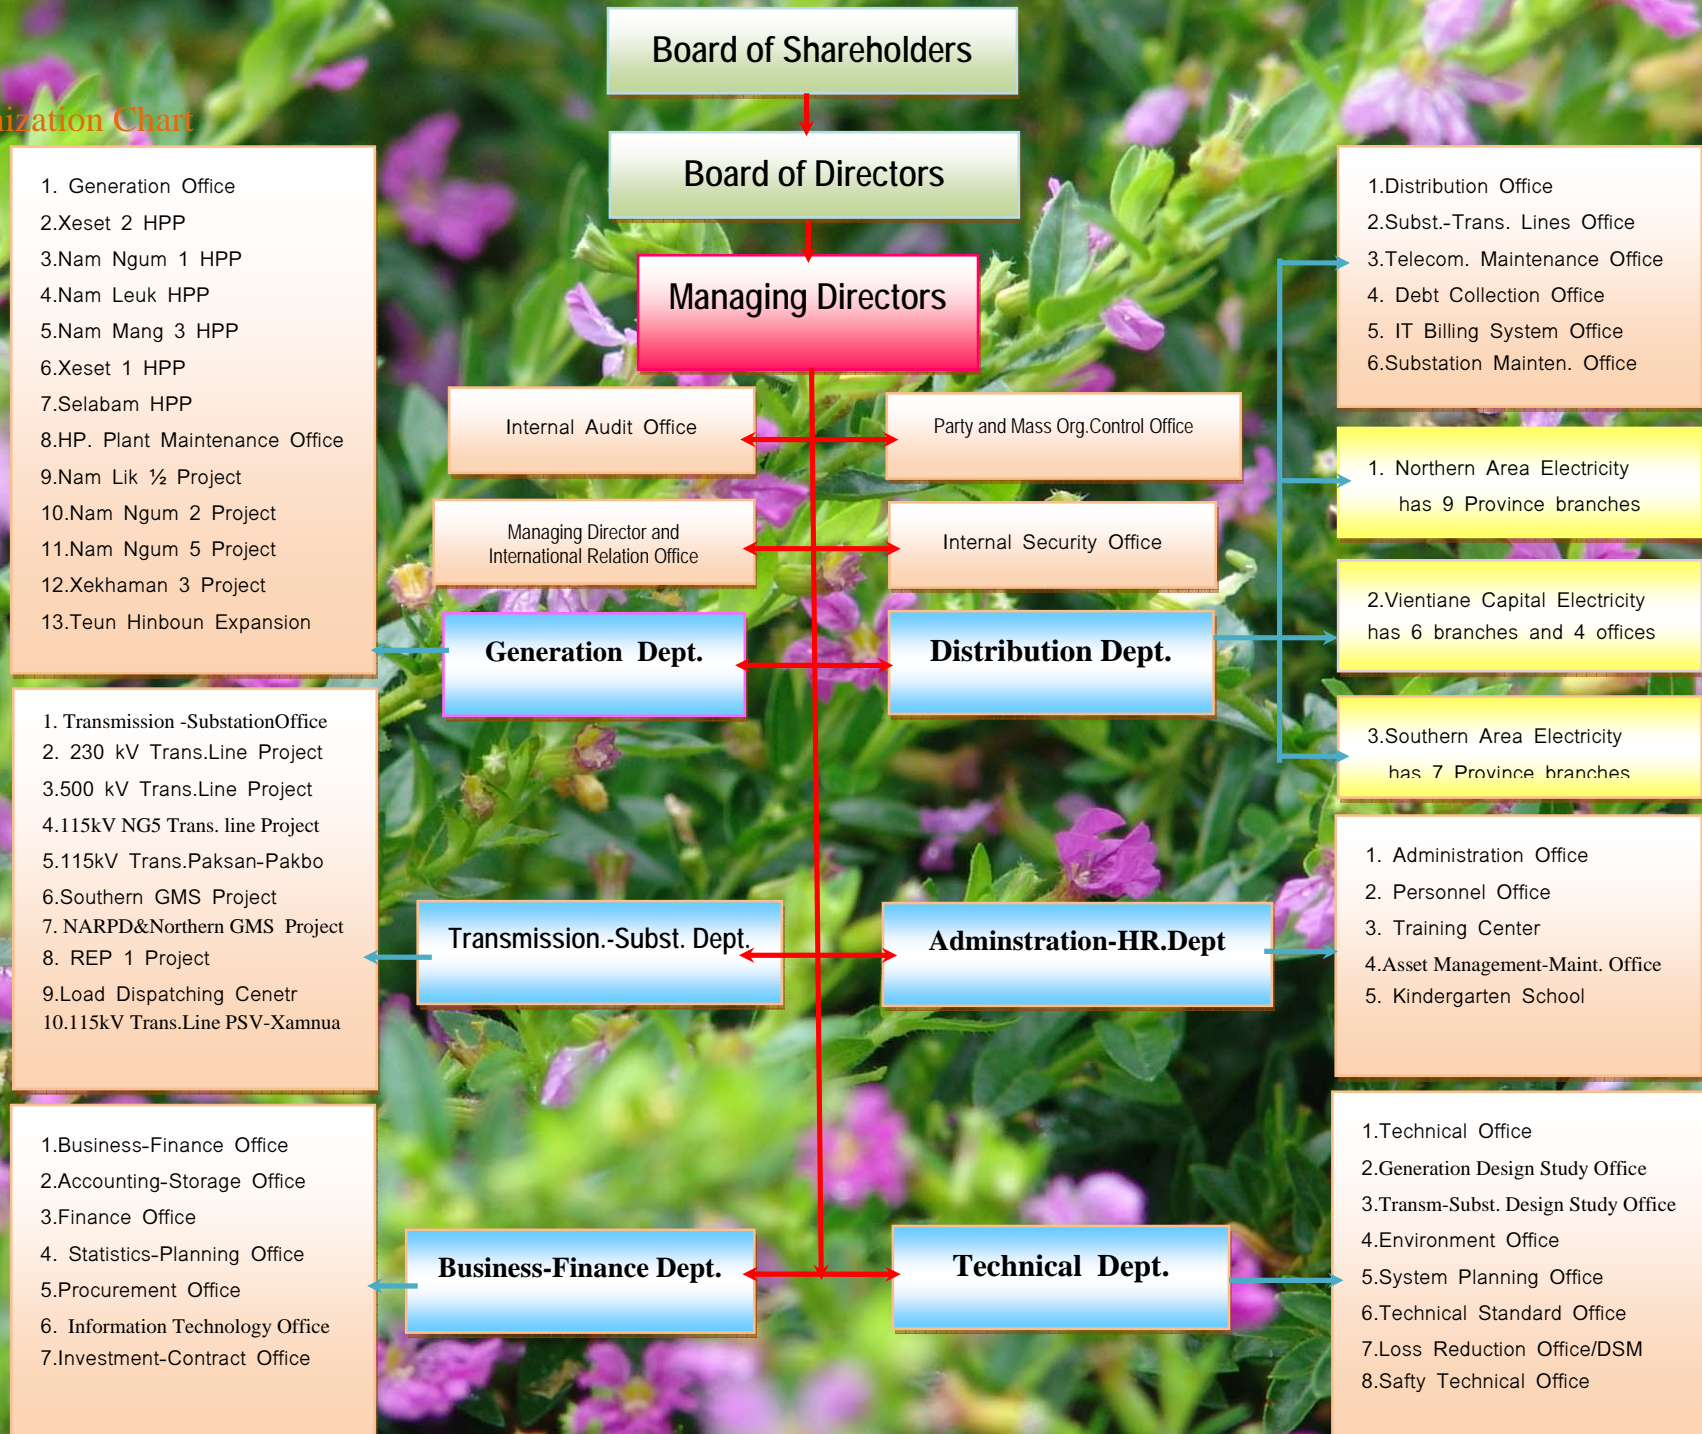 Board of Shareholders
nization Chart
Board of Directors
Managing Directors
1. Generation Office
2.Xeset 2 HPP
3.Nam Ngum 1 HPP
4.Nam Leuk HPP
5.Nam Mang 3 HPP
6.Xeset 1 HPP
7.Selabam HPP
8.HP. Plant Maintenance Office
9.Nam Lik ½ Project
10.Nam Ngum 2 Project
11.Nam Ngum 5 Project
12.Xekhaman 3 Project
13.Teun Hinboun Expansion
1.Distribution Office
2.Subst.-Trans. Lines Office
3.Telecom. Maintenance Office
4. Debt Collection Office
5. IT Billing System Office
6.Substation Mainten. Office
Internal Audit Office
Party and Mass Org.Control Office
Managing Director and
International Relation Office
Internal Security Office
1. Northern Area Electricity
has 9 Province branches
2.Vientiane Capital Electricity
has 6 branches and 4 offices
3.Southern Area Electricity
has 7 Province branches
Generation Dept.
Distribution Dept.
1. Transmission -SubstationOffice
2. 230 kV Trans.Line Project
3.500 kV Trans.Line Project
4.115kV NG5 Trans. line Project
5.115kV Trans.Paksan-Pakbo
6.Southern GMS Project
7. NARPD&Northern GMS Project
8. REP 1 Project
9.Load Dispatching Cenetr
10.115kV Trans.Line PSV-Xamnua
Transmission.-Subst. Dept.
Adminstration-HR.Dept
1. Administration Office
2. Personnel Office
3. Training Center
4.Asset Management-Maint. Office
5. Kindergarten School
1.Business-Finance Office
2.Accounting-Storage Office
3.Finance Office
4. Statistics-Planning Office
5.Procurement Office
6. Information Technology Office
7.Investment-Contract Office
Business-Finance Dept.
Technical Dept.
1.Technical Office
2.Generation Design Study Office
3.Transm-Subst. Design Study Office
4.Environment Office
5.System Planning Office
6.Technical Standard Office
7.Loss Reduction Office/DSM
8.Safty Technical Office